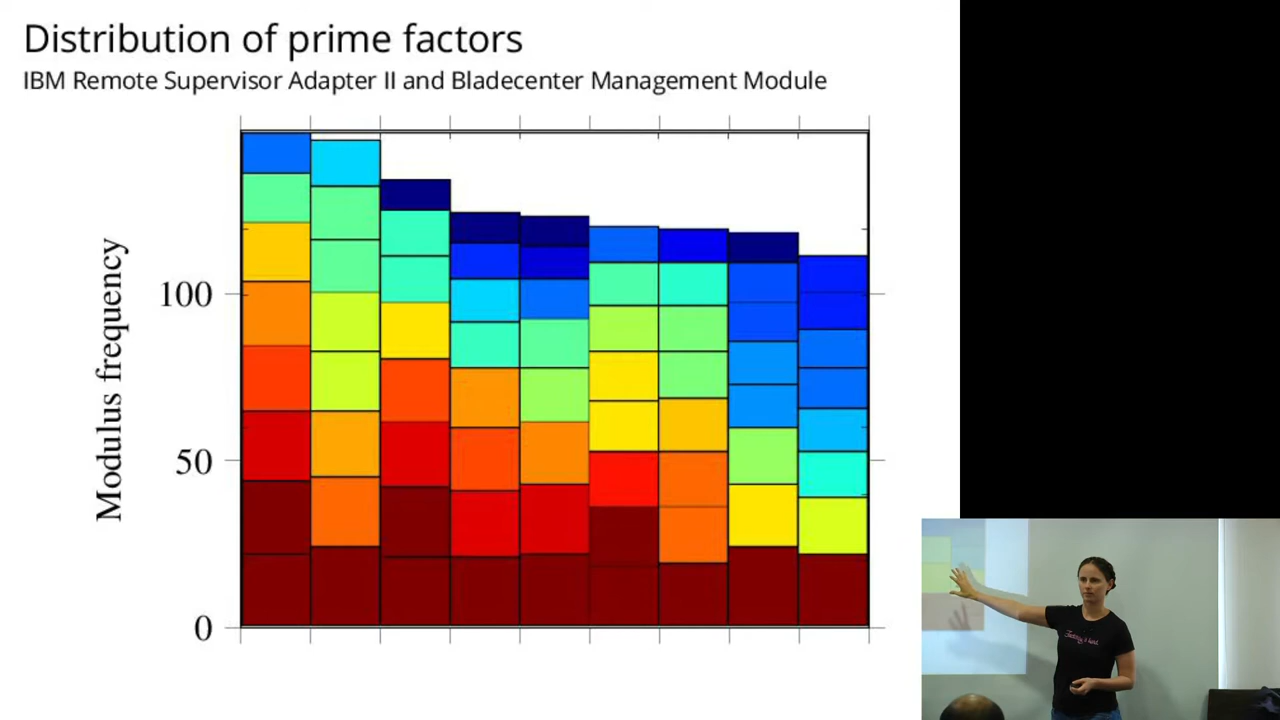 Distribution of prime factors
IBM Remote Supervisor Adapter II and Bladecenter Management Module
Modulus frequency
100
50
0